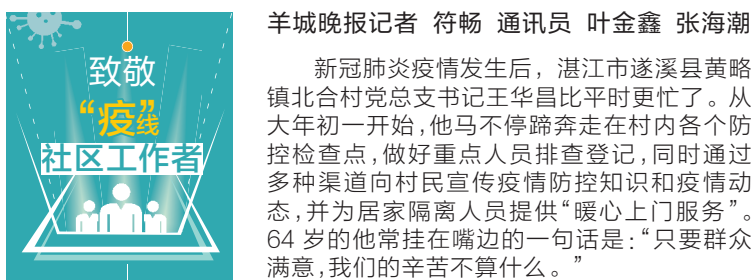 致敬
“疫”线
社区工作者
羊城晚报记者 符畅 通讯员 叶金鑫 张海潮
新冠肺炎疫情发生后，湛江市遂溪县黄略
镇北合村党总支书记王华昌比平时更忙了。从
大年初一开始,他马不停蹄奔走在村内各个防
控检查点,做好重点人员排查登记,同时通过
多种渠道向村民宣传疫情防控知识和疫情动
态,并为居家隔离人员提供“暖心上门服务”。
64 岁的他常挂在嘴边的一句话是:“只要群众
满意,我们的辛苦不算什么。”